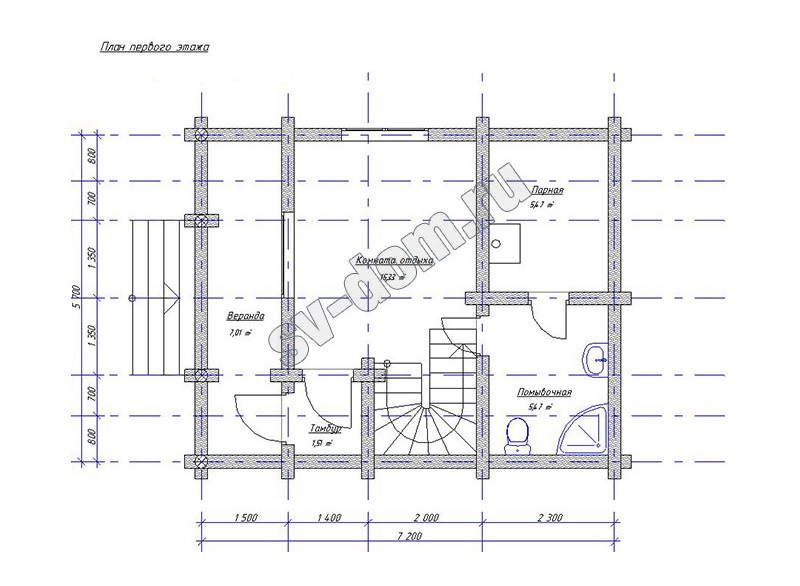 План первого этажа
800
700
1 350
1 350
700
800
5 700
Парная
5,47 м²
Комната отдыха
15,33 м²
Веранда
7,01 м²
Помывочная
5,47 м²
Тамбур
1,51 м²
sv-dom.ru
1 500
1 400
2 000
2 300
7 200